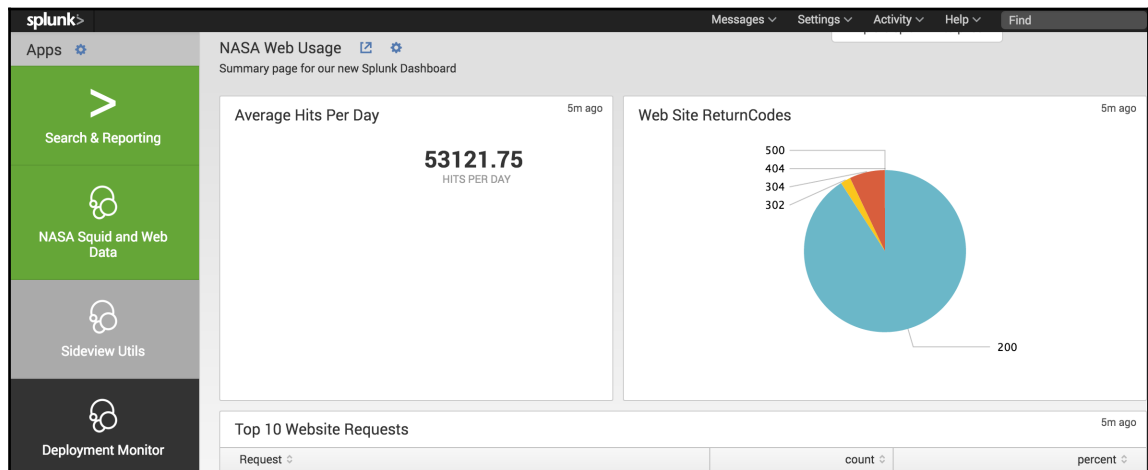 splunk>
Messages Settings Activity Help Find
Apps
Search & Reporting
NASA Squid and Web
Data
Sideview Utils
Deployment Monitor
NASA Web Usage
Summary page for our new Splunk Dashboard
Average Hits Per Day 5m ago
53121.75
HITS PER DAY
Web Site ReturnCodes 5m ago
500
404
304
302
200
Top 10 Website Requests 5m ago
Request count percent